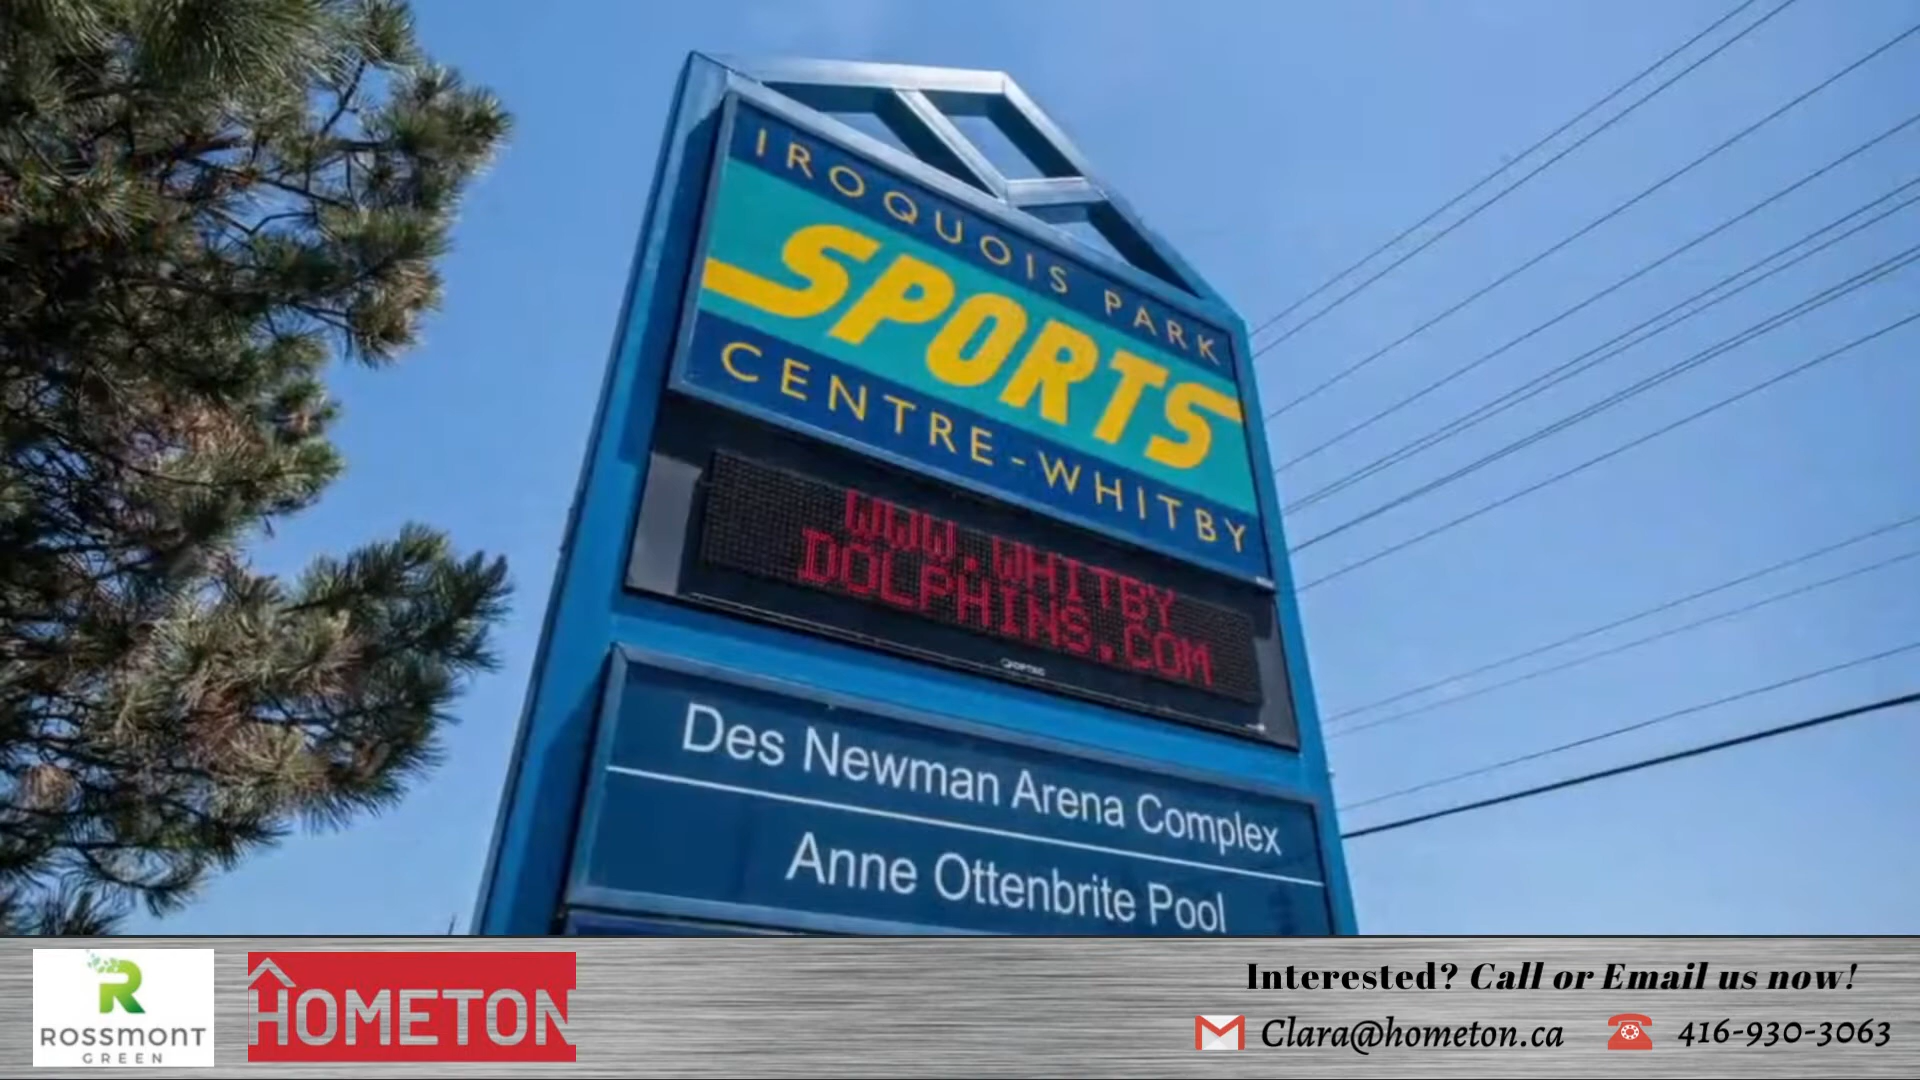 IROQUOIS PARK
SPORTS
CENTRE-WHITBY
WWW.WHITBY
DOLPHINS.COM
Des Newman Arena Complex
Anne Ottenbrite Pool
R
ROSSMONT
GREEN
HOMETON
Interested? Call or Email us now!
Clara@hometon.ca
416-930-3063